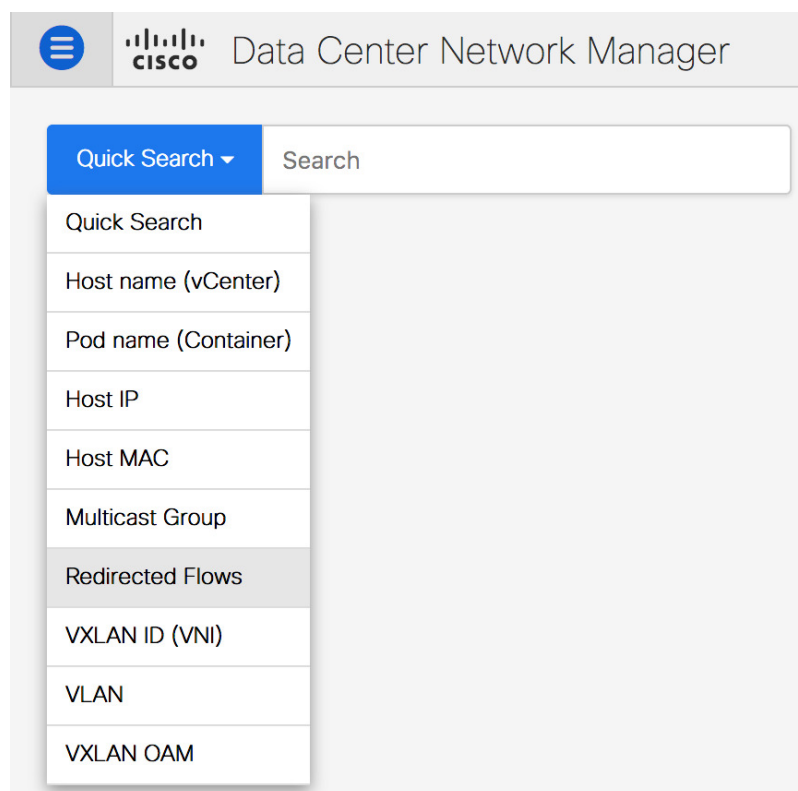 cisco Data Center Network Manager
Quick Search Search
Quick Search
Host name (vCenter)
Pod name (Container)
Host IP
Host MAC
Multicast Group
Redirected Flows
VXLAN ID (VNI)
VLAN
VXLAN OAM